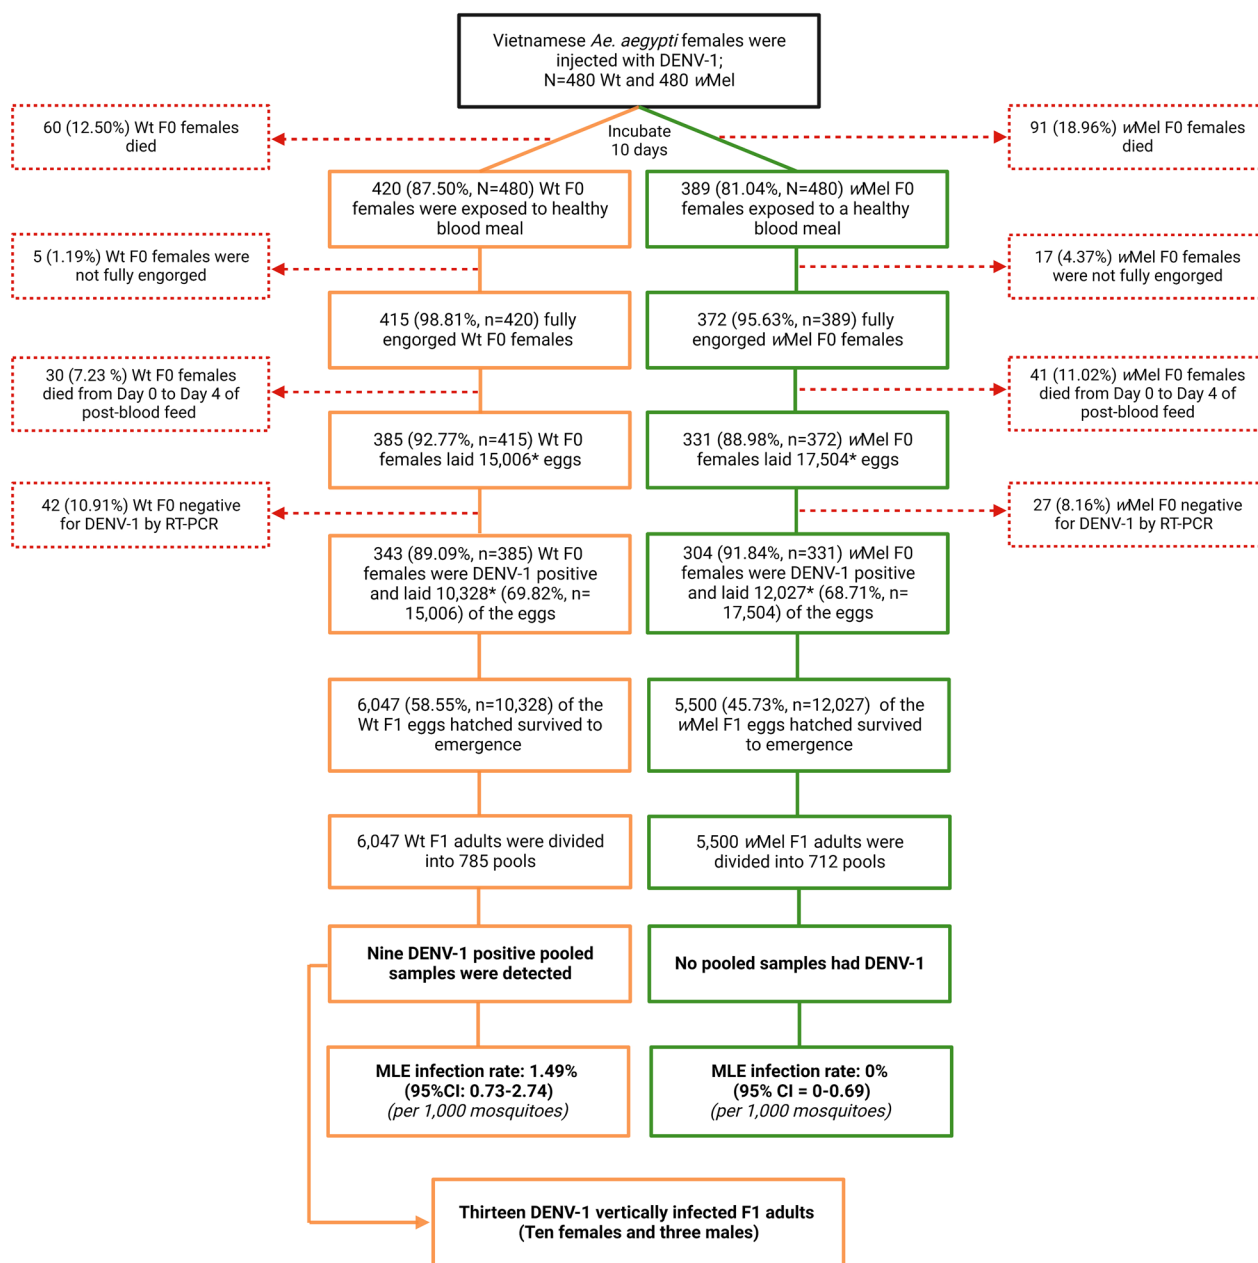 Vietnamese Ae. aegypti females were
injected with DENV-1;
N=480 Wt and 480 wMel
60 (12.50%) Wt F0 females
died
Incubate
10 days
91 (18.96%) wMel F0 females
died
420 (87.50%, N=480) Wt F0
females were exposed to healthy
blood meal
389 (81.04%, N=480) wMel F0
females exposed to a healthy
blood meal
5 (1.19%) Wt F0 females were
not fully engorged
17 (4.37%) wMel F0 females
were not fully engorged
415 (98.81%, n=420) fully
engorged Wt F0 females
372 (95.63%, n=389) fully
engorged wMel F0 females
30 (7.23 %) Wt F0 females
died from Day 0 to Day 4 of
post-blood feed
41 (11.02%) wMel F0 females
died from Day 0 to Day 4 of
post-blood feed
385 (92.77%, n=415) Wt F0
females laid 15,006* eggs
331 (88.98%, n=372) wMel F0
females laid 17,504* eggs
42 (10.91%) Wt F0 negative
for DENV-1 by RT-PCR
27 (8.16%) wMel F0 negative
for DENV-1 by RT-PCR
343 (89.09%, n=385) Wt F0
females were DENV-1 positive
and laid 10,328* (69.82%, n=
15,006) of the eggs
304 (91.84%, n=331) wMel F0
females were DENV-1 positive
and laid 12,027* (68.71%, n=
17,504) of the eggs
6,047 (58.55%, n=10,328) of the
Wt F1 eggs hatched survived to
emergence
5,500 (45.73%, n=12,027) of the
wMel F1 eggs hatched survived
to emergence
6,047 Wt F1 adults were divided
into 785 pools
5,500 wMel F1 adults were
divided into 712 pools
Nine DENV-1 positive pooled
samples were detected
No pooled samples had DENV-1
MLE infection rate: 1.49%
(95%CI: 0.73-2.74)
(per 1,000 mosquitoes)
MLE infection rate: 0%
(95% CI = 0-0.69)
(per 1,000 mosquitoes)
Thirteen DENV-1 vertically infected F1 adults
(Ten females and three males)